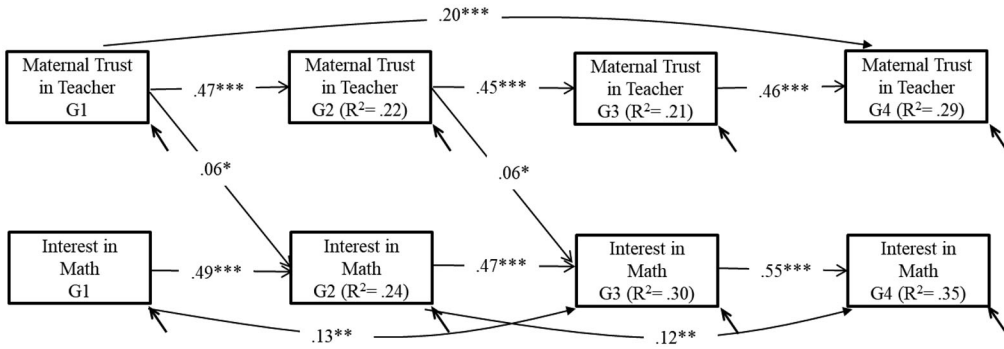 .20***
Maternal Trust
in Teacher
G1
.47***
Maternal Trust
in Teacher
G2 (R²= .22)
.45***
Maternal Trust
in Teacher
G3 (R²= .21)
.46***
Maternal Trust
in Teacher
G4 (R²= .29)
.06*
.06*
Interest in
Math
G1
.49***
Interest in
Math
G2 (R²= .24)
.47***
Interest in
Math
G3 (R²= .30)
.55***
Interest in
Math
G4 (R²= .35)
.13**
.12**